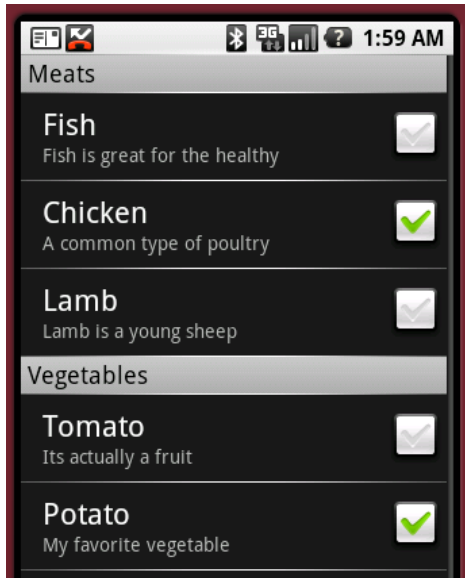 3G
1:59 AM
Meats
Fish
Fish is great for the healthy
Chicken
A common type of poultry
Lamb
Lamb is a young sheep
Vegetables
Tomato
Its actually a fruit
Potato
My favorite vegetable